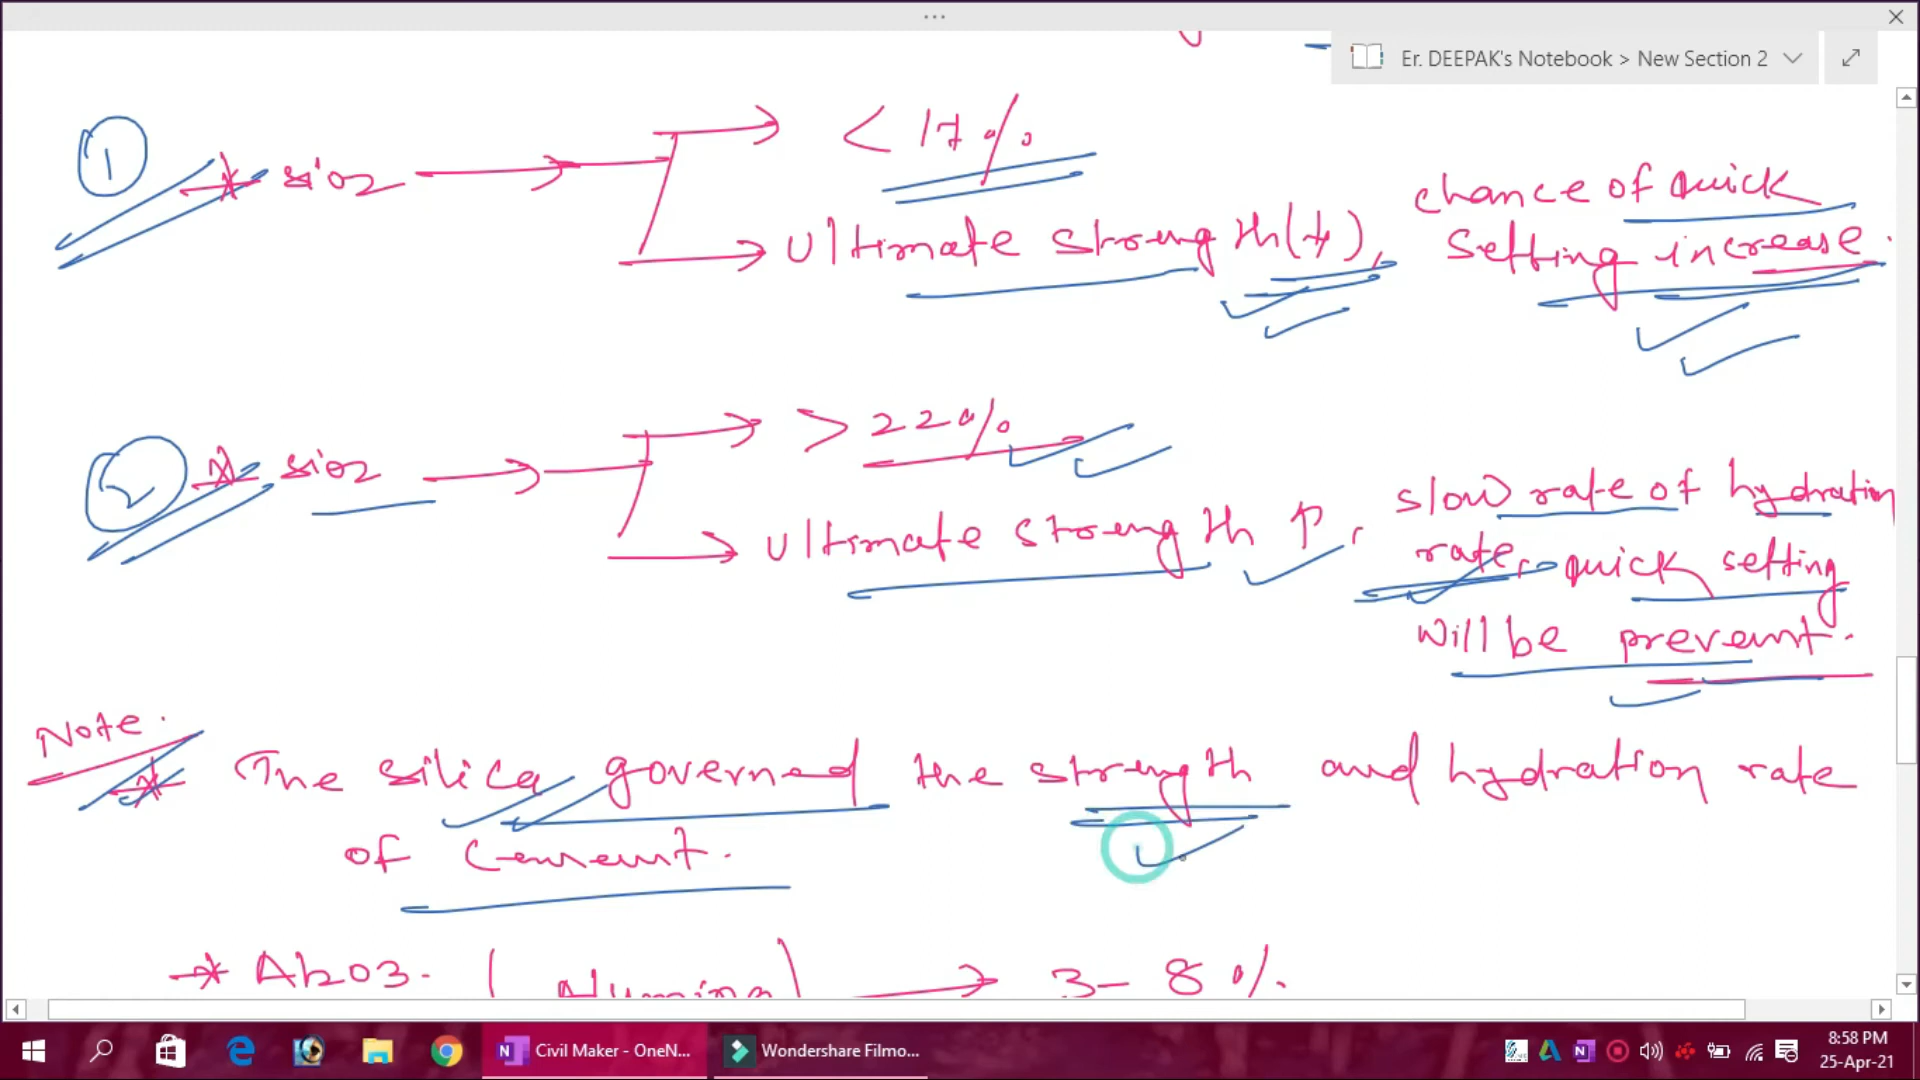 Er. DEEPAK's Notebook > New Section 2
1
* sio2 → < 17%
Ultimate strength(↓), chance of quick
setting increase.
2
* sio2 → > 22%
Ultimate strength ↑, slow rate of hydration
rate, quick setting
will be prevent.
Note.
* The silica governed the strength and hydration rate
of cement.
* Al2O3. (Alumina) → 3-8%.
Civil Maker - OneN...
Wondershare Filmo...
8:58 PM
25-Apr-21